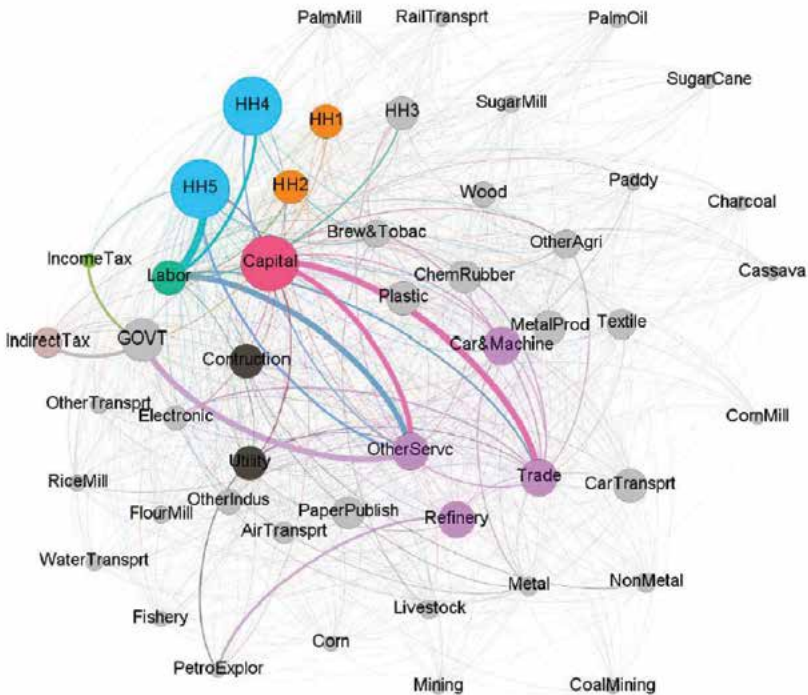 PalmMill
RailTransprt
PalmOil
SugarCane
HH4
HH1
HH3
SugarMill
HH5
HH2
Wood
Paddy
Charcoal
Brew&Tobac
OtherAgri
IncomeTax
Labor
Capital
ChemRubber
Cassava
Plastic
IndirectTax
GOVT
MetalProd
Textile
Car&Machine
Contruction
OtherTransprt
Electronic
CornMill
OtherServc
Utility
Trade
RiceMill
CarTransprt
OtherIndus
FlourMill
PaperPublish
Refinery
AirTransprt
WaterTransprt
Metal
NonMetal
Livestock
Fishery
Corn
PetroExplor
Mining
CoalMining